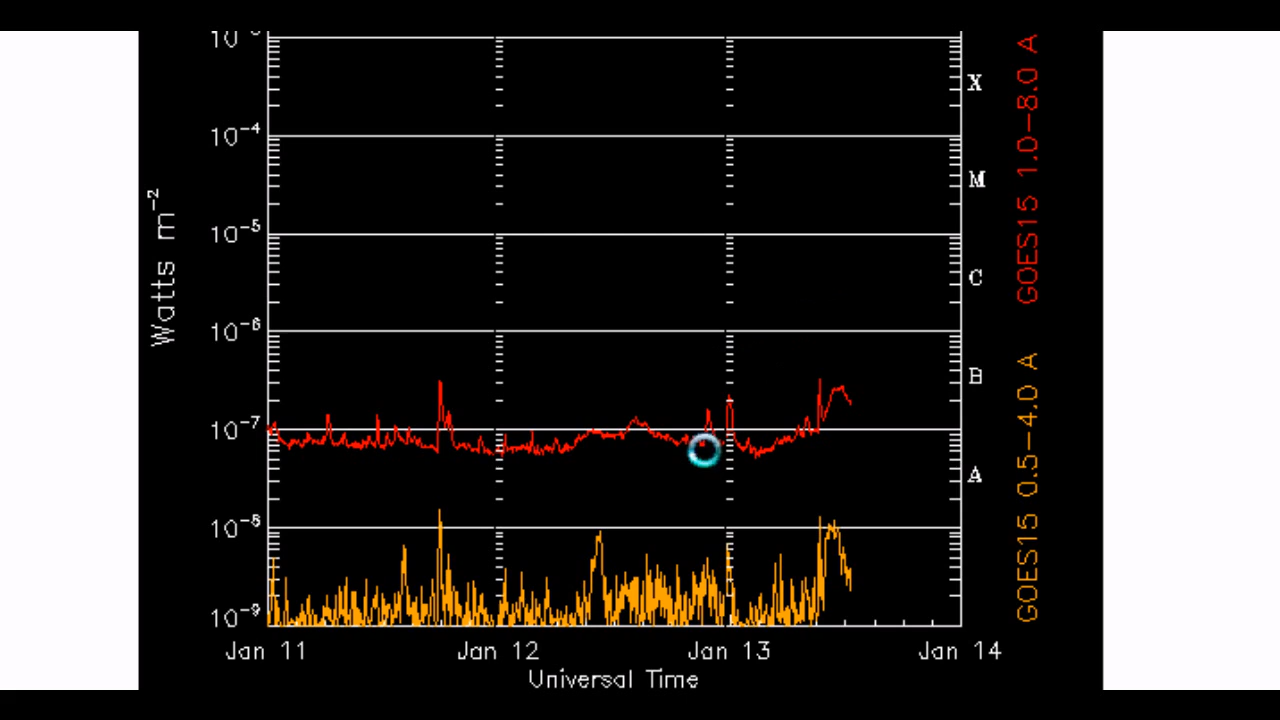 10⁻³
10⁻⁴
10⁻⁵
10⁻⁶
10⁻⁷
10⁻⁸
10⁻⁹
Watts m⁻²
X
M
C
B
A
GOES15 1.0–8.0 A
GOES15 0.5–4.0 A
Jan 11
Jan 12
Jan 13
Jan 14
Universal Time